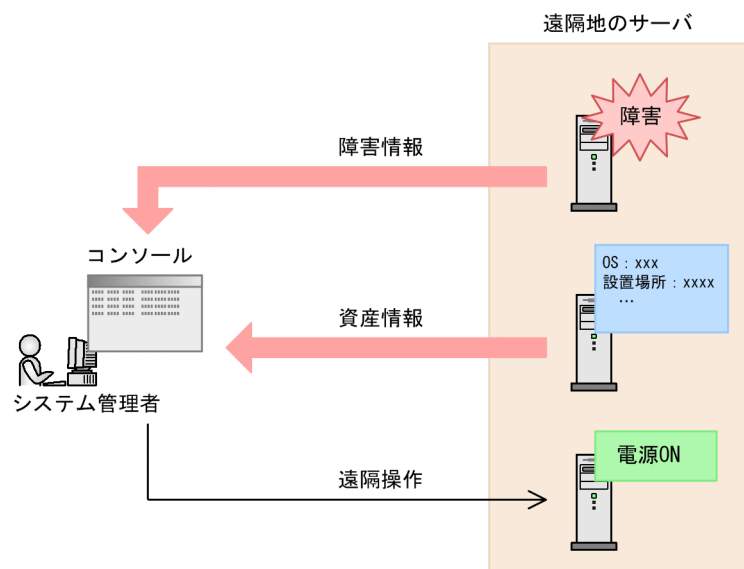 遠隔地のサーバ
障害
障害情報
コンソール
OS：xxx
設置場所：xxxx
…
資産情報
システム管理者
電源ON
遠隔操作